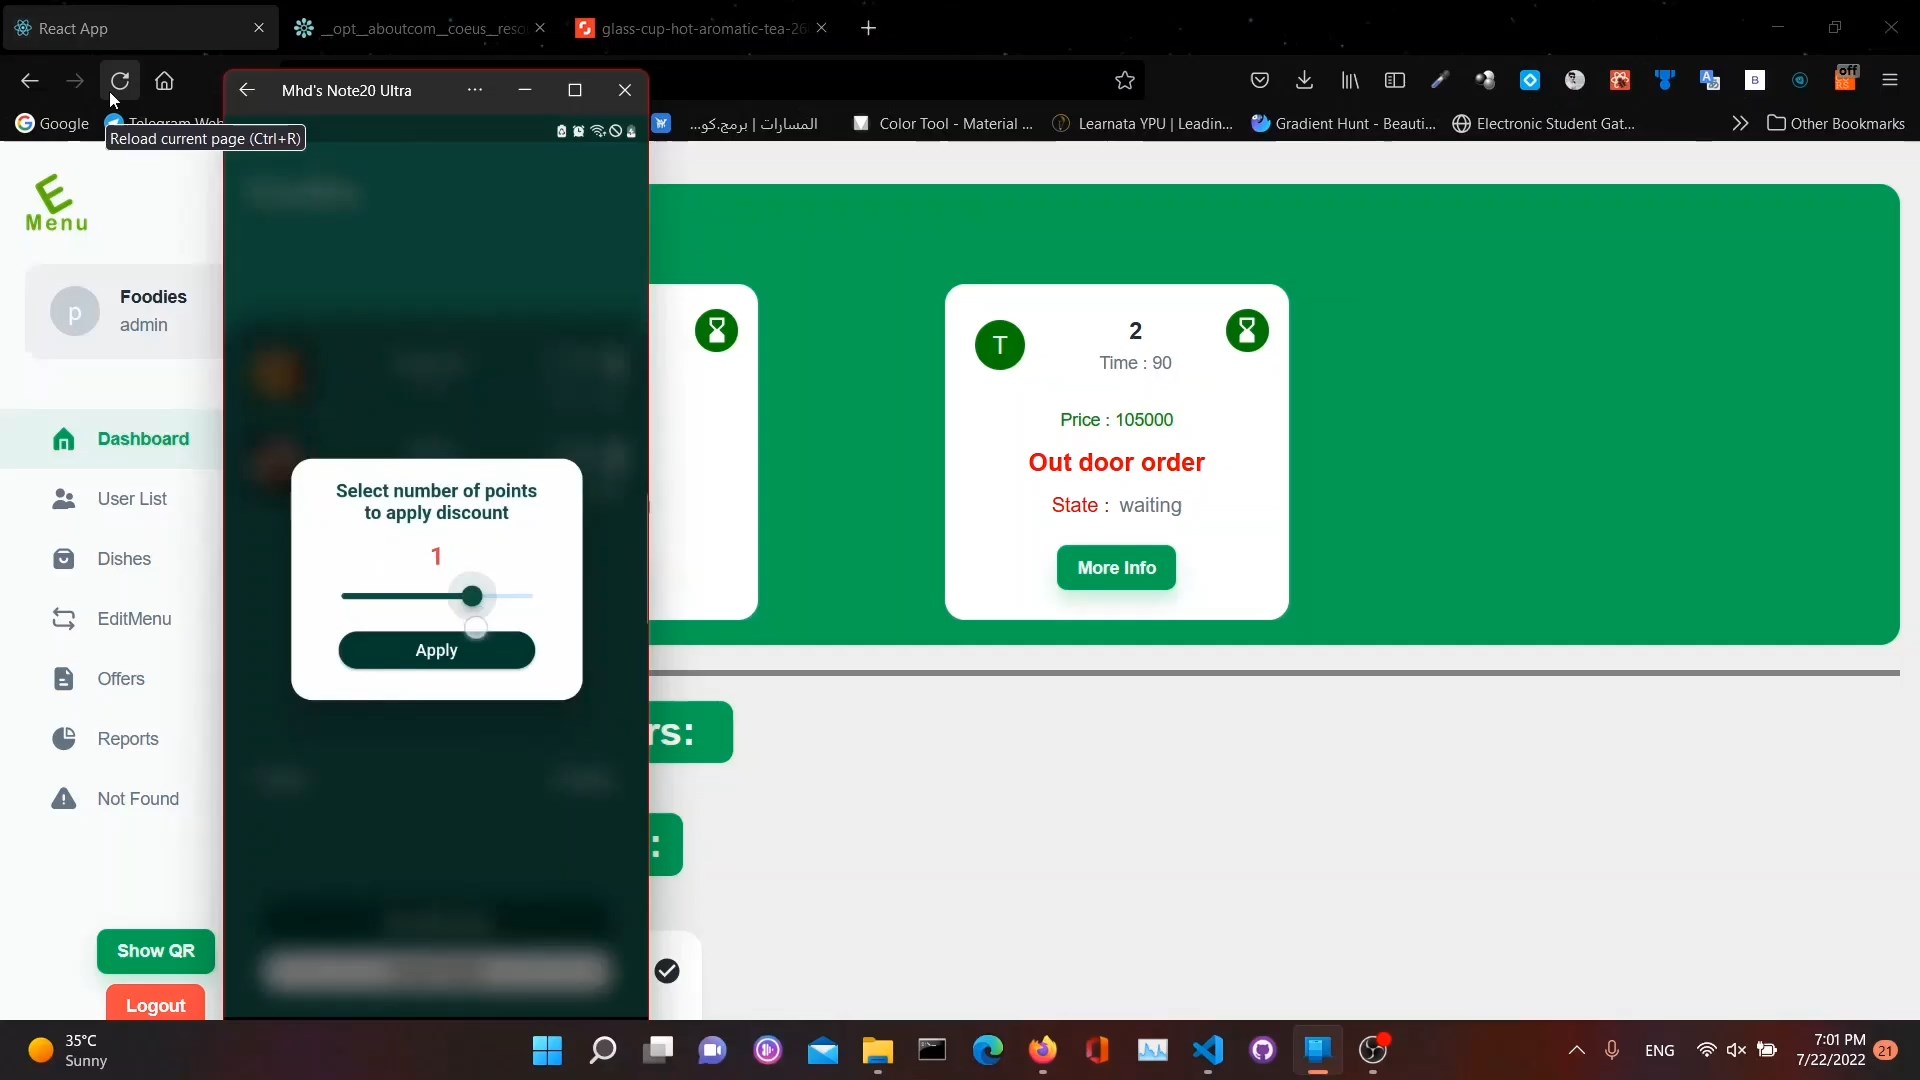 React App
__opt__aboutcom__coeus__reso
glass-cup-hot-aromatic-tea-26
Mhd's Note20 Ultra
off
Google
Telegram Web
المسارات | برمج.كو...
Color Tool - Material ...
Learnata YPU | Leadin...
Gradient Hunt - Beauti...
Electronic Student Gat...
Other Bookmarks
Reload current page (Ctrl+R)
E
Menu
p
Foodies
admin
Dashboard
User List
Dishes
EditMenu
Offers
Reports
Not Found
Show QR
Logout
Select number of points
to apply discount
1
Apply
T
2
Time : 90
Price : 105000
Out door order
State : waiting
More Info
rs:
:
35°C
Sunny
ENG
7:01 PM
7/22/2022
21